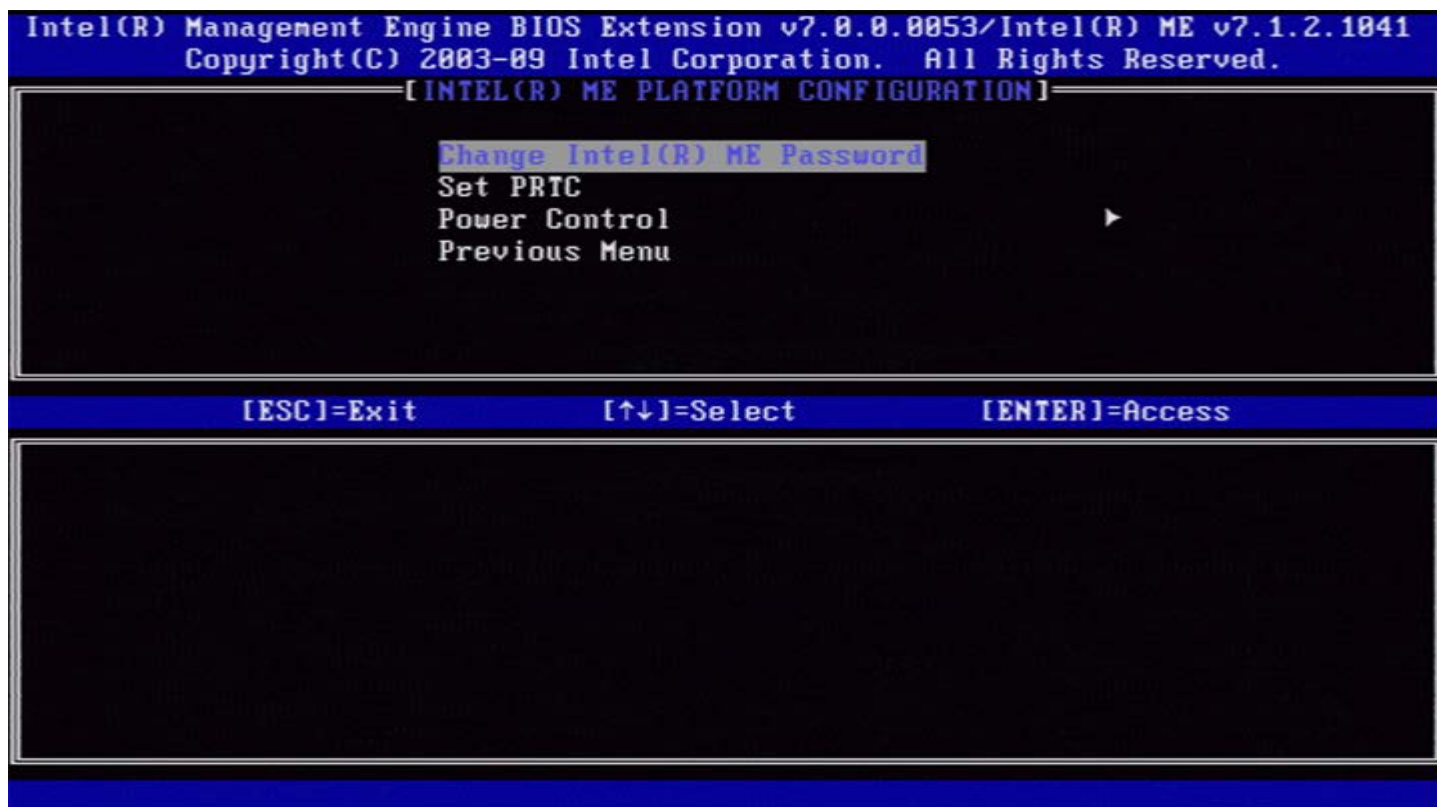 Intel(R) Management Engine BIOS Extension v7.0.0.0053/Intel(R) ME v7.1.2.1041
Copyright(C) 2003-09 Intel Corporation. All Rights Reserved.
[INTEL(R) ME PLATFORM CONFIGURATION]
Change Intel(R) ME Password
Set PRTC
Power Control ►
Previous Menu
[ESC]=Exit [↑↓]=Select [ENTER]=Access